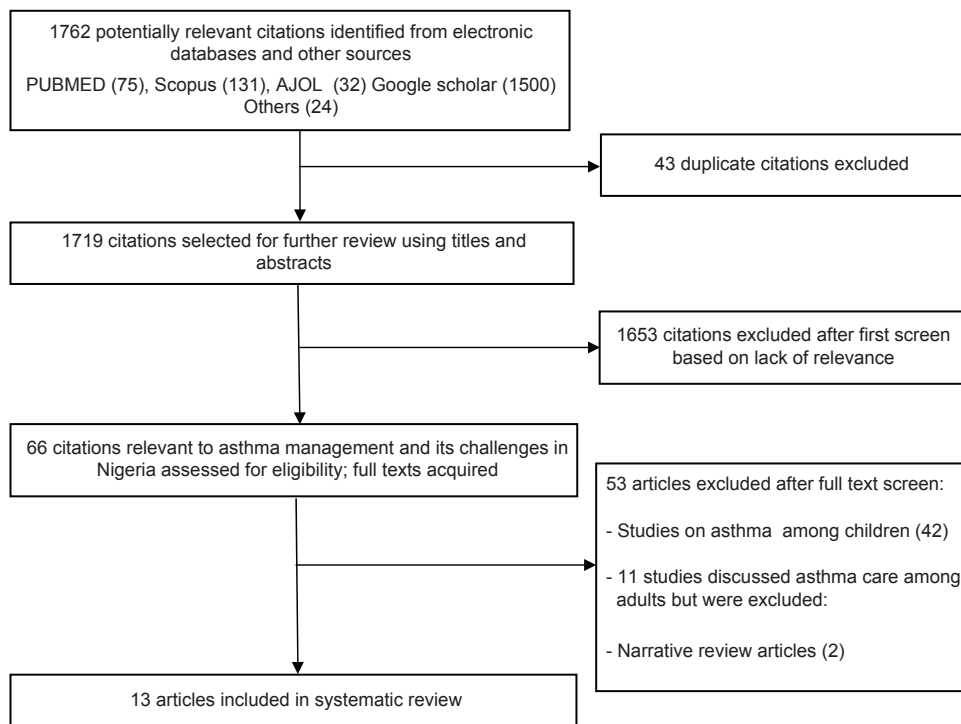 1762 potentially relevant citations identified from electronic
databases and other sources
PUBMED (75), Scopus (131), AJOL (32) Google scholar (1500)
Others (24)
43 duplicate citations excluded
1719 citations selected for further review using titles and
abstracts
1653 citations excluded after first screen
based on lack of relevance
66 citations relevant to asthma management and its challenges in
Nigeria assessed for eligibility; full texts acquired
53 articles excluded after full text screen:
- Studies on asthma among children (42)
- 11 studies discussed asthma care among
adults but were excluded:
- Narrative review articles (2)
13 articles included in systematic review